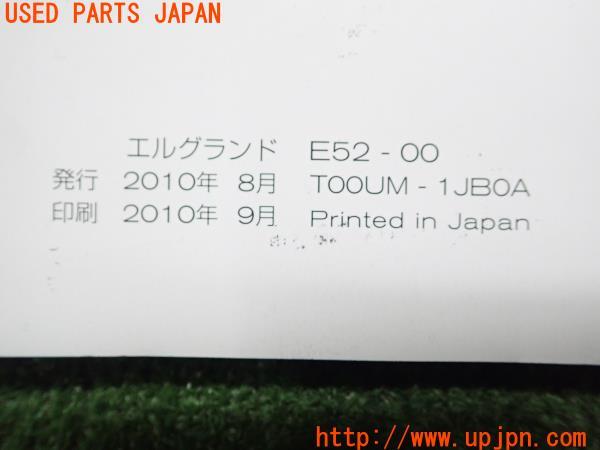 USED PARTS JAPAN
エルグランド E52 - 00
発行 2010年 8月 T00UM - 1JB0A
印刷 2010年 9月 Printed in Japan
http://www.upjpn.com/